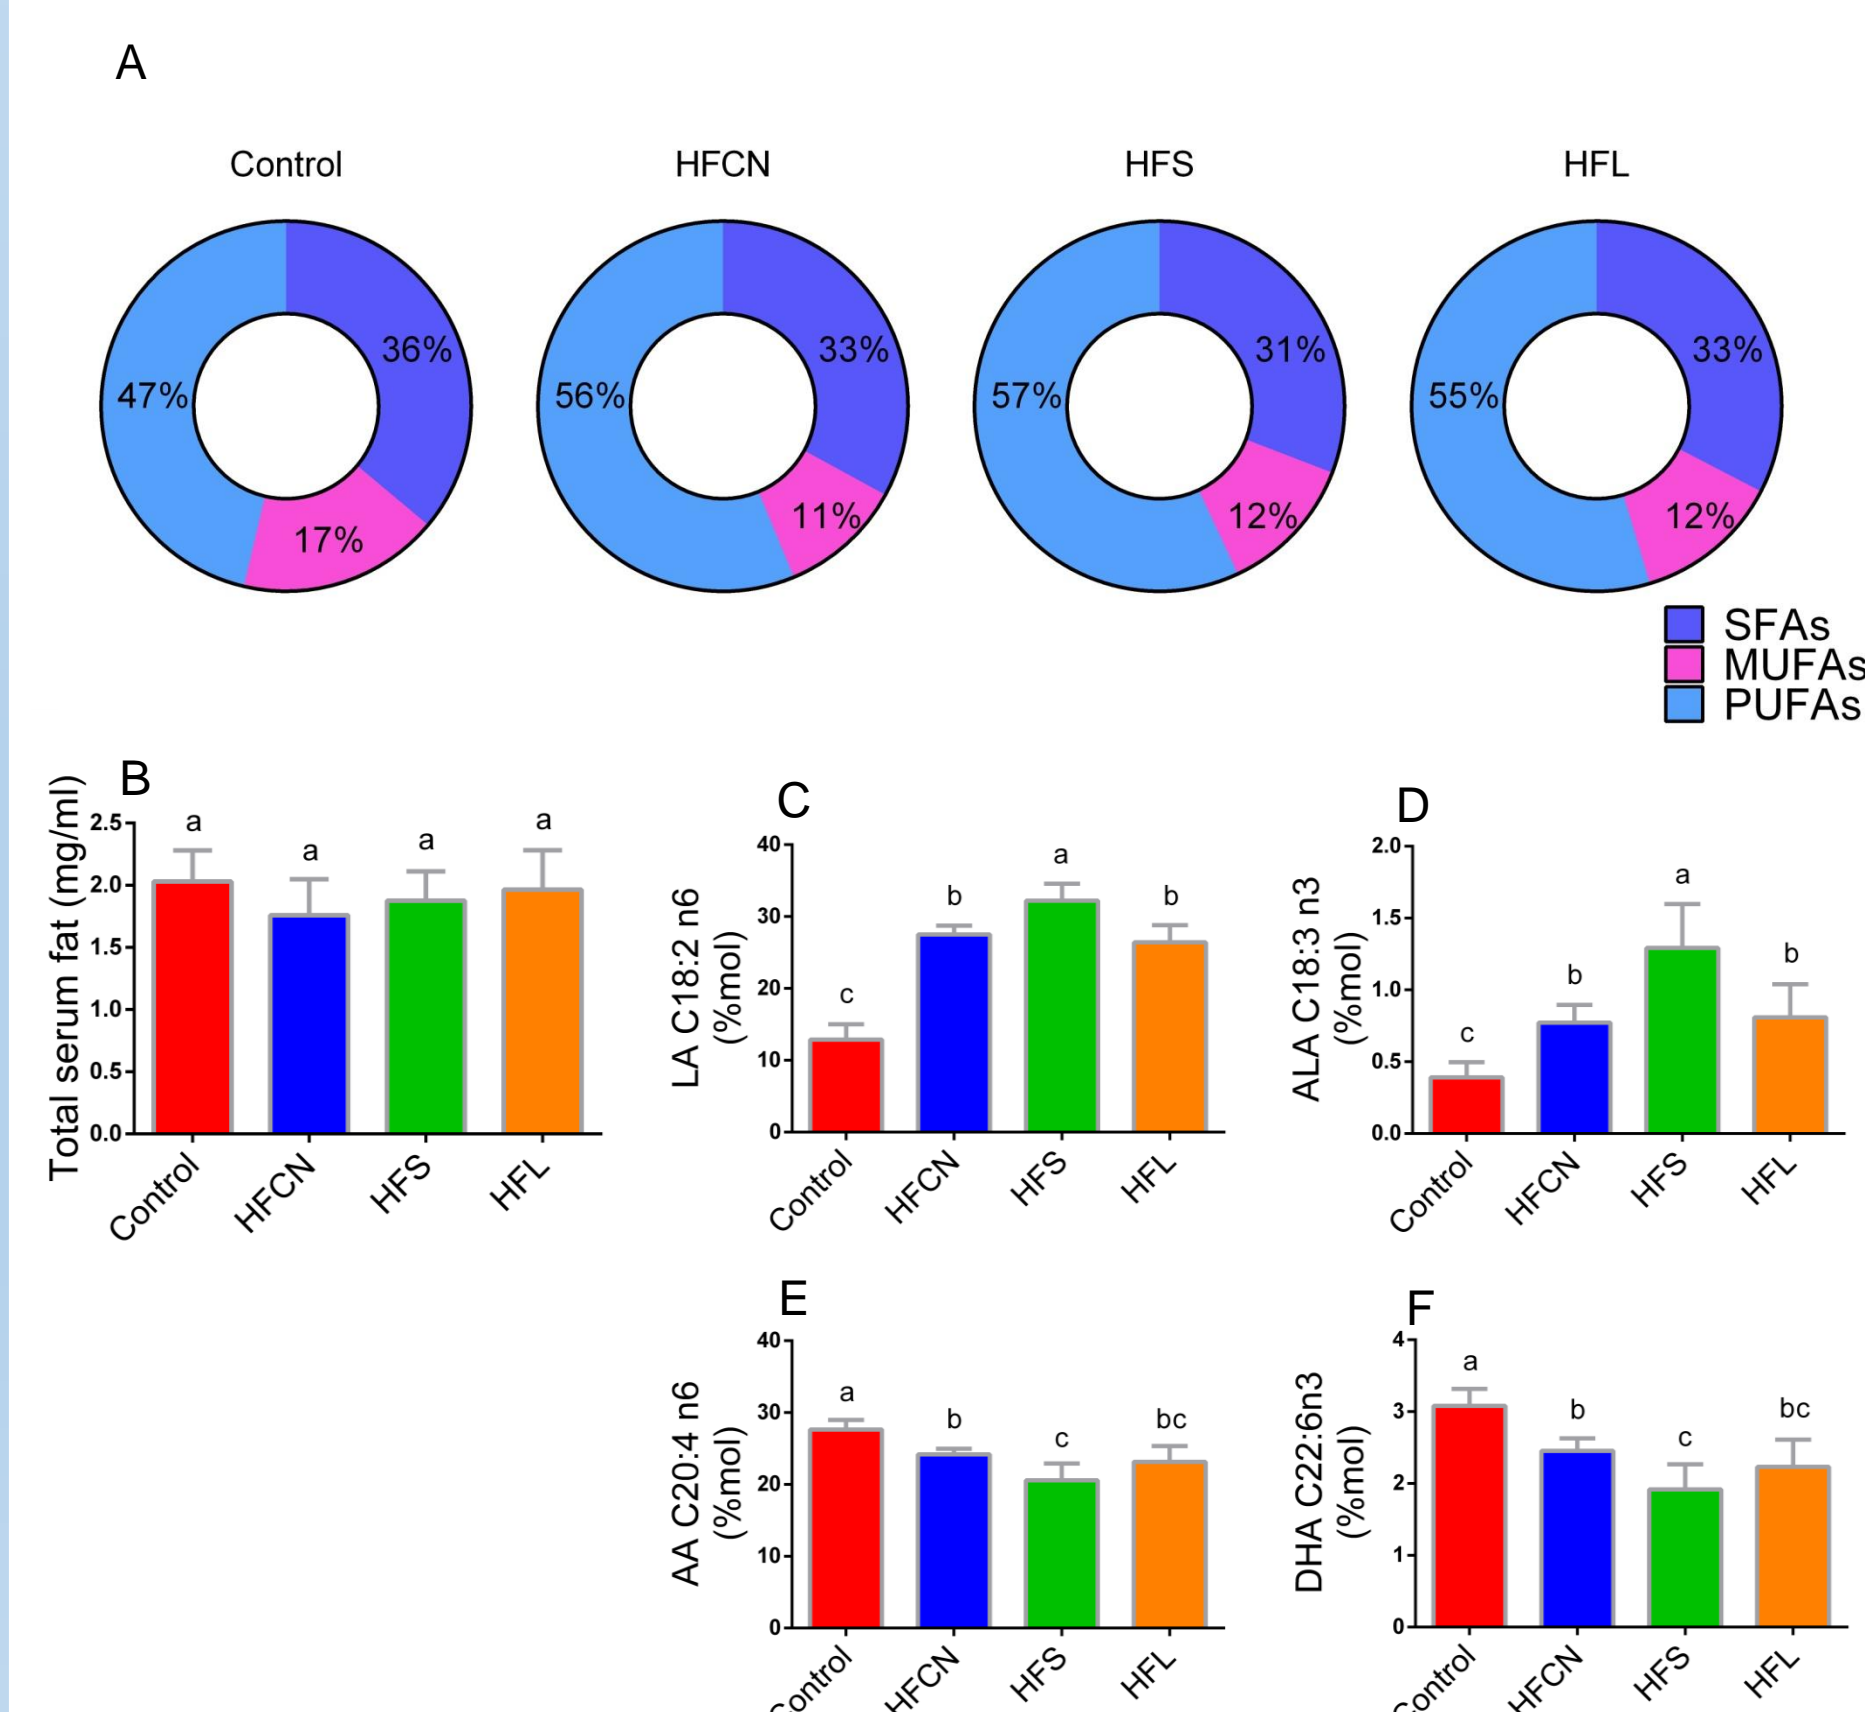 A
Control
HFCN
HFS
HFL
36%
47%
17%
33%
56%
11%
31%
57%
12%
33%
55%
12%
SFAs
MUFAs
PUFAs
B
Total serum fat (mg/ml)
2.5
2.0
1.5
1.0
0.5
0.0
a
a
a
a
Control
HFCN
HFS
HFL
C
LA C18:2 n6
(%mol)
40
30
20
10
0
c
b
a
b
Control
HFCN
HFS
HFL
D
ALA C18:3 n3
(%mol)
2.0
1.5
1.0
0.5
0.0
c
b
a
b
Control
HFCN
HFS
HFL
E
AA C20:4 n6
(%mol)
40
30
20
10
0
a
b
c
bc
Control
HFCN
HFS
HFL
F
DHA C22:6n3
(%mol)
4
3
2
1
0
a
b
c
bc
Control
HFCN
HFS
HFL